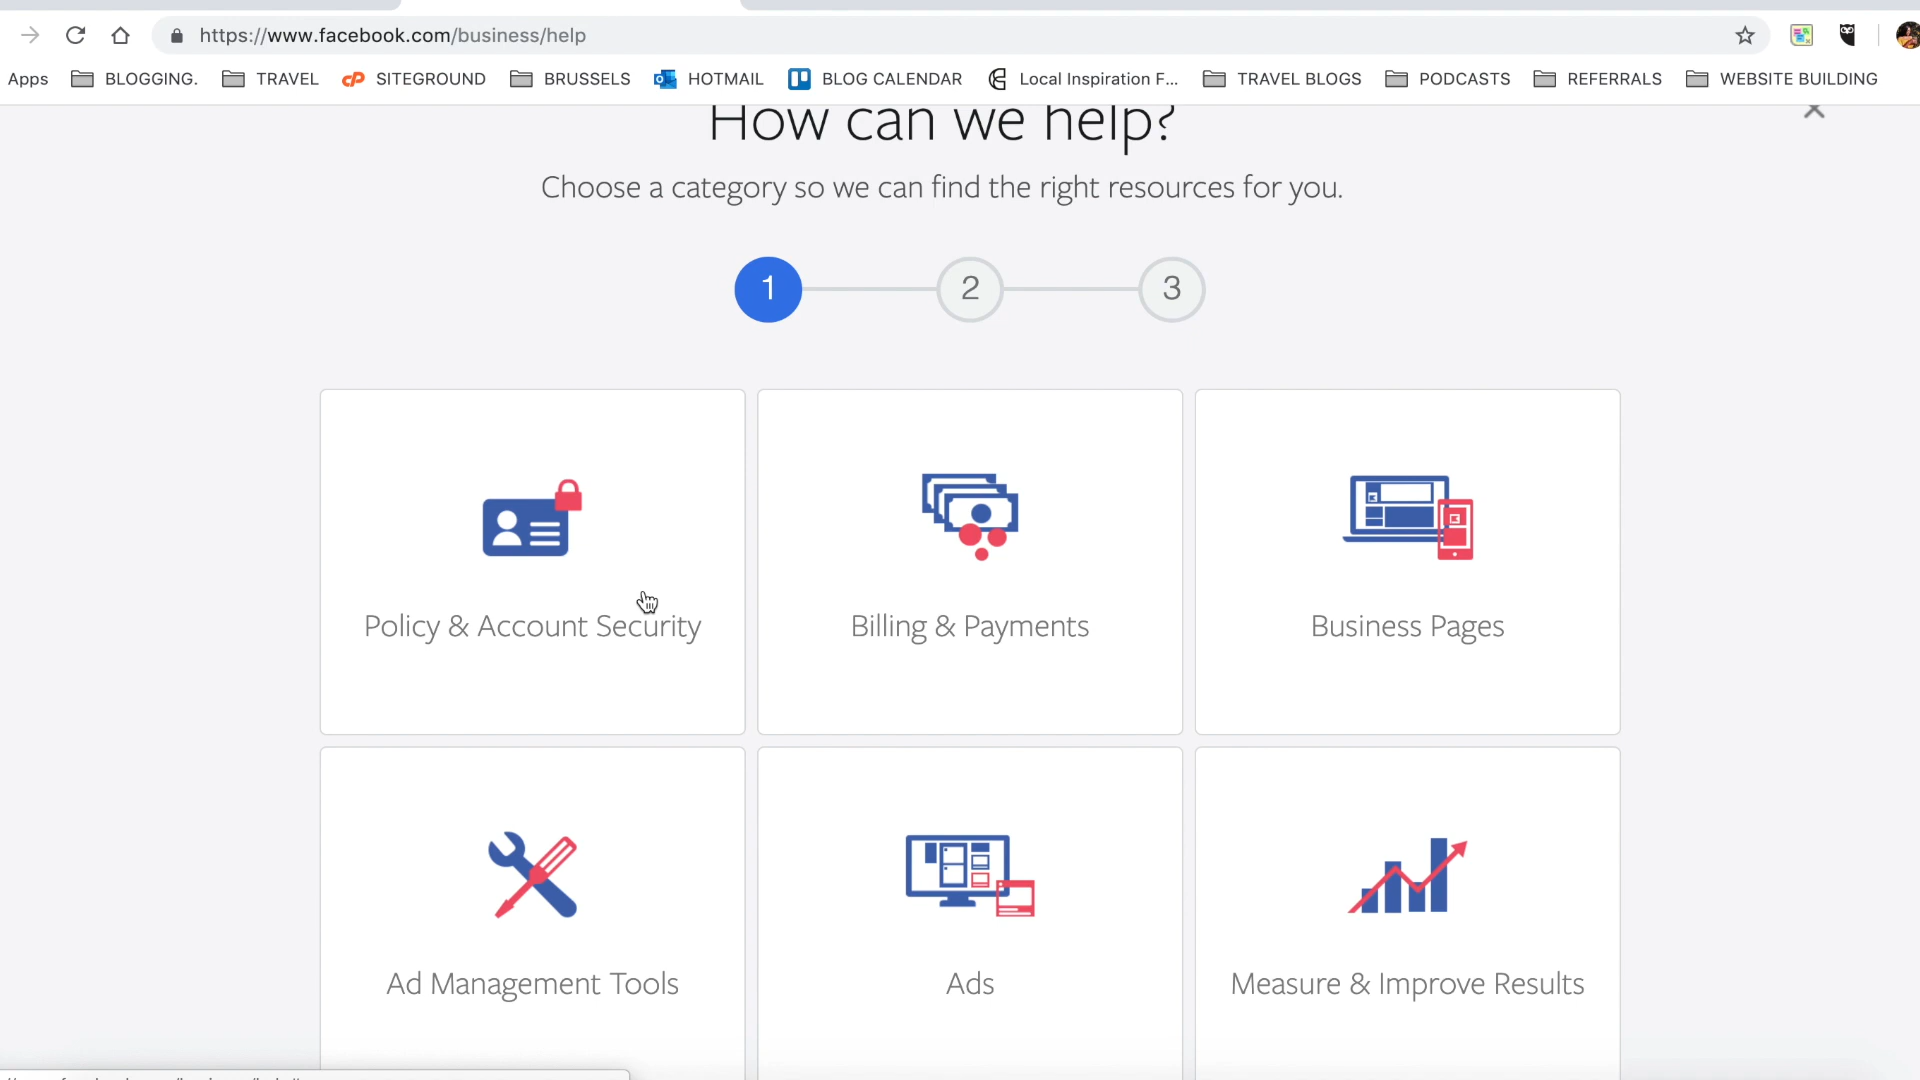 https://www.facebook.com/business/help
Apps BLOGGING. TRAVEL SITEGROUND BRUSSELS HOTMAIL BLOG CALENDAR Local Inspiration F... TRAVEL BLOGS PODCASTS REFERRALS WEBSITE BUILDING
How can we help?
Choose a category so we can find the right resources for you.
1 2 3
Policy & Account Security Billing & Payments Business Pages
Ad Management Tools Ads Measure & Improve Results